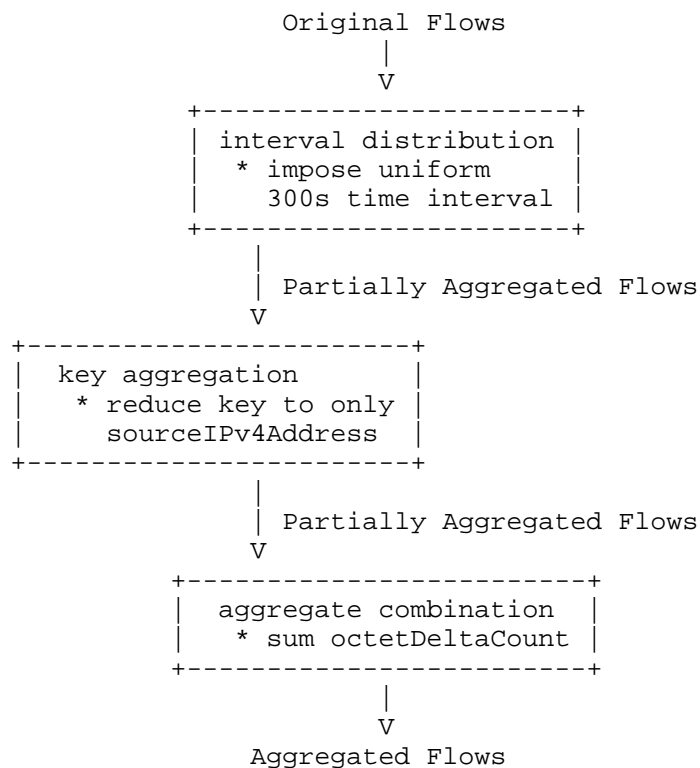 Original Flows
|
V
+-----------------------+
| interval distribution |
| * impose uniform |
| 300s time interval |
+-----------------------+
|
| Partially Aggregated Flows
V
+------------------------+
| key aggregation |
| * reduce key to only |
| sourceIPv4Address |
+------------------------+
|
| Partially Aggregated Flows
V
+-------------------------+
| aggregate combination |
| * sum octetDeltaCount |
+-------------------------+
|
V
Aggregated Flows